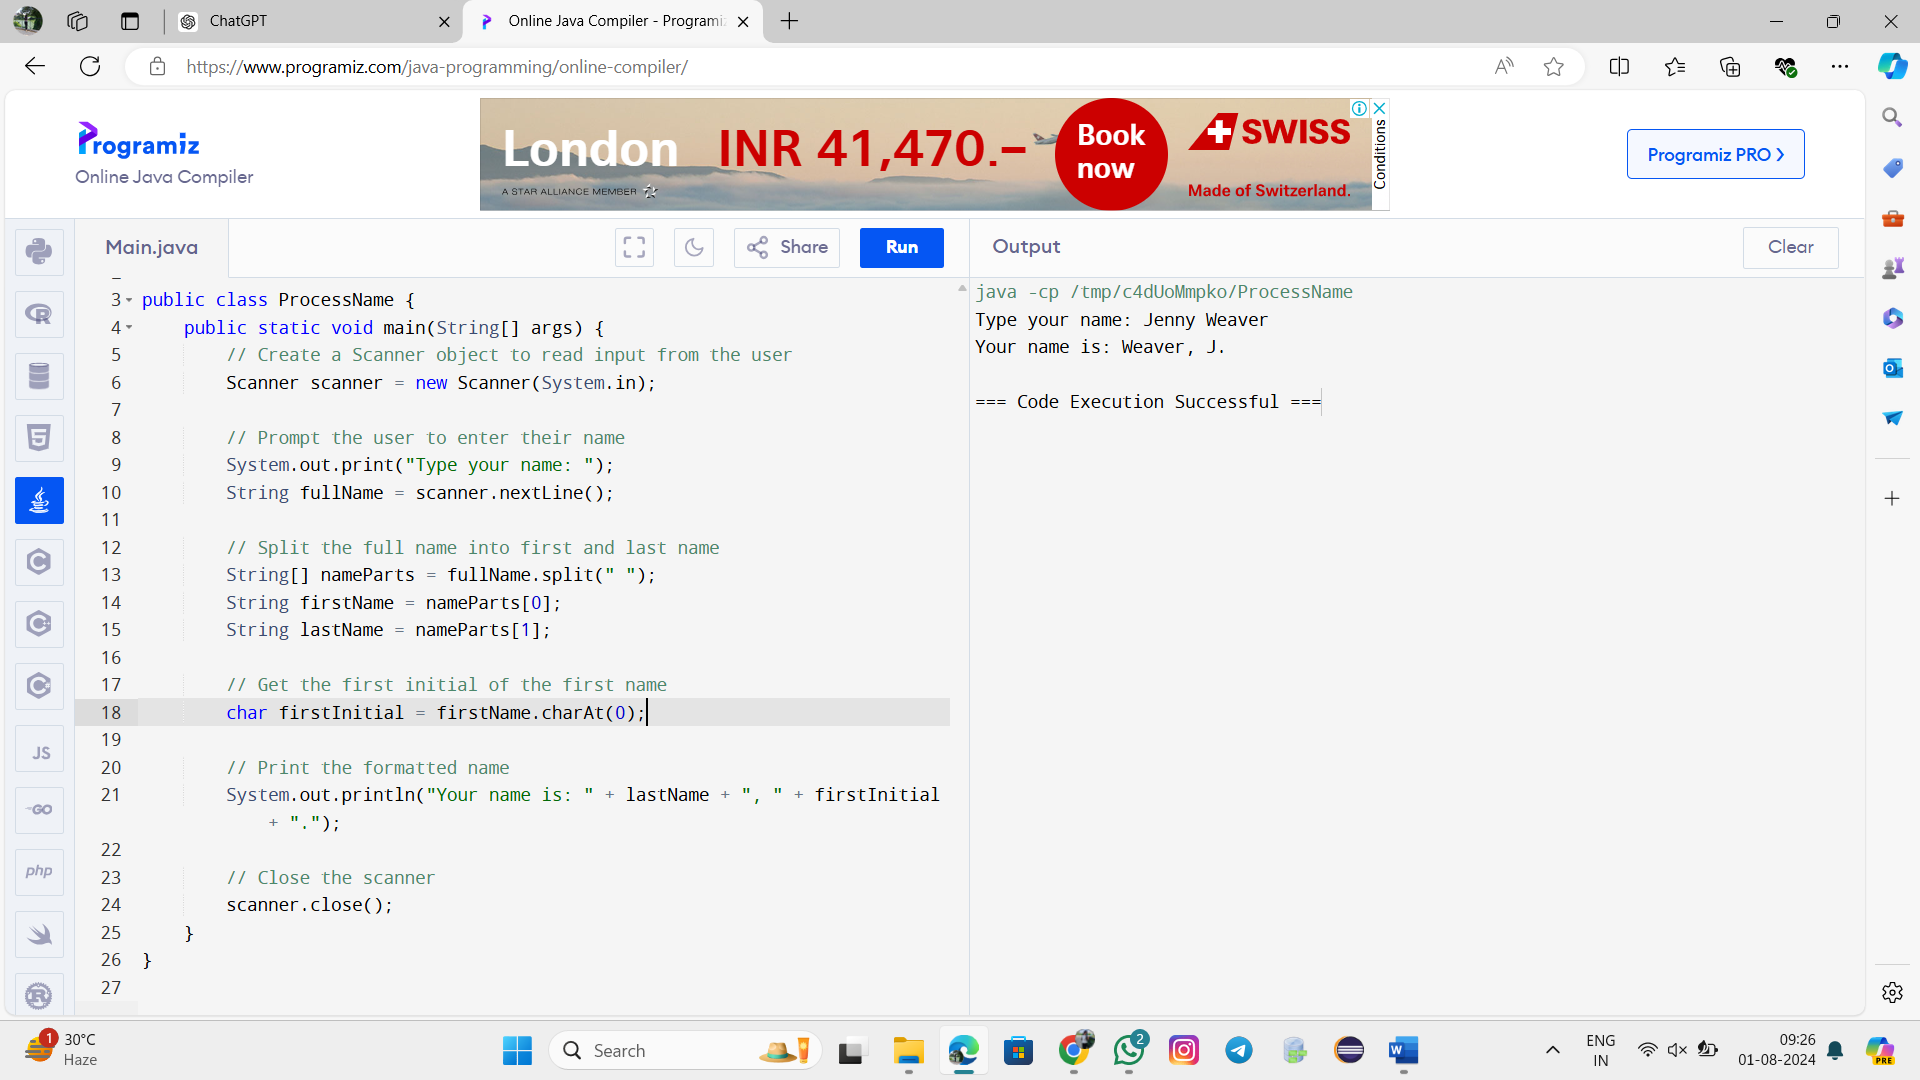 ChatGPT
Online Java Compiler - Programiz
https://www.programiz.com/java-programming/online-compiler/
Programiz
Online Java Compiler
London
INR 41,470.–
Book
now
SWISS
A STAR ALLIANCE MEMBER
Made of Switzerland.
Conditions
Programiz PRO
Main.java
Share
Run
Output
Clear
3 public class ProcessName {
4 public static void main(String[] args) {
5 // Create a Scanner object to read input from the user
6 Scanner scanner = new Scanner(System.in);
7
8 // Prompt the user to enter their name
9 System.out.print("Type your name: ");
10 String fullName = scanner.nextLine();
11
12 // Split the full name into first and last name
13 String[] nameParts = fullName.split(" ");
14 String firstName = nameParts[0];
15 String lastName = nameParts[1];
16
17 // Get the first initial of the first name
18 char firstInitial = firstName.charAt(0);
19
20 // Print the formatted name
21 System.out.println("Your name is: " + lastName + ", " + firstInitial
+ ".");
22
23 // Close the scanner
24 scanner.close();
25 }
26 }
27
java -cp /tmp/c4dUoMmpko/ProcessName
Type your name: Jenny Weaver
Your name is: Weaver, J.
=== Code Execution Successful ===
JS
GO
php
1
30°C
Haze
Search
2
ENG
IN
09:26
01-08-2024
PRE